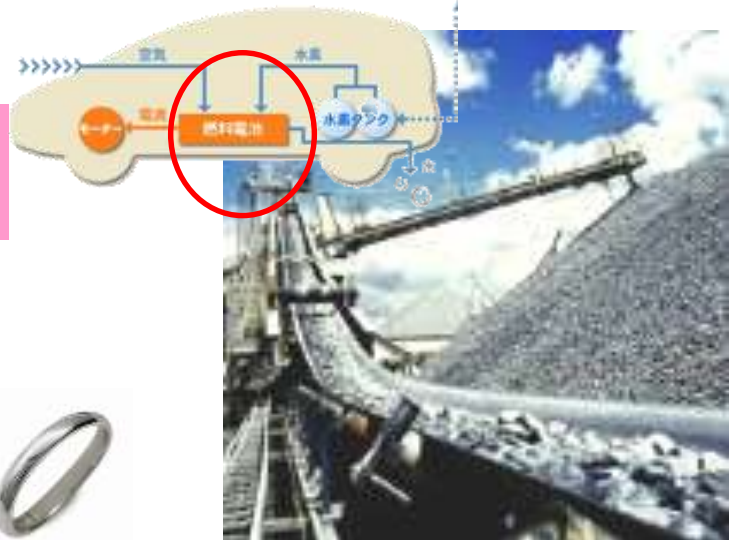 空気
水素
電流
モーター
燃料電池
水素タンク
水